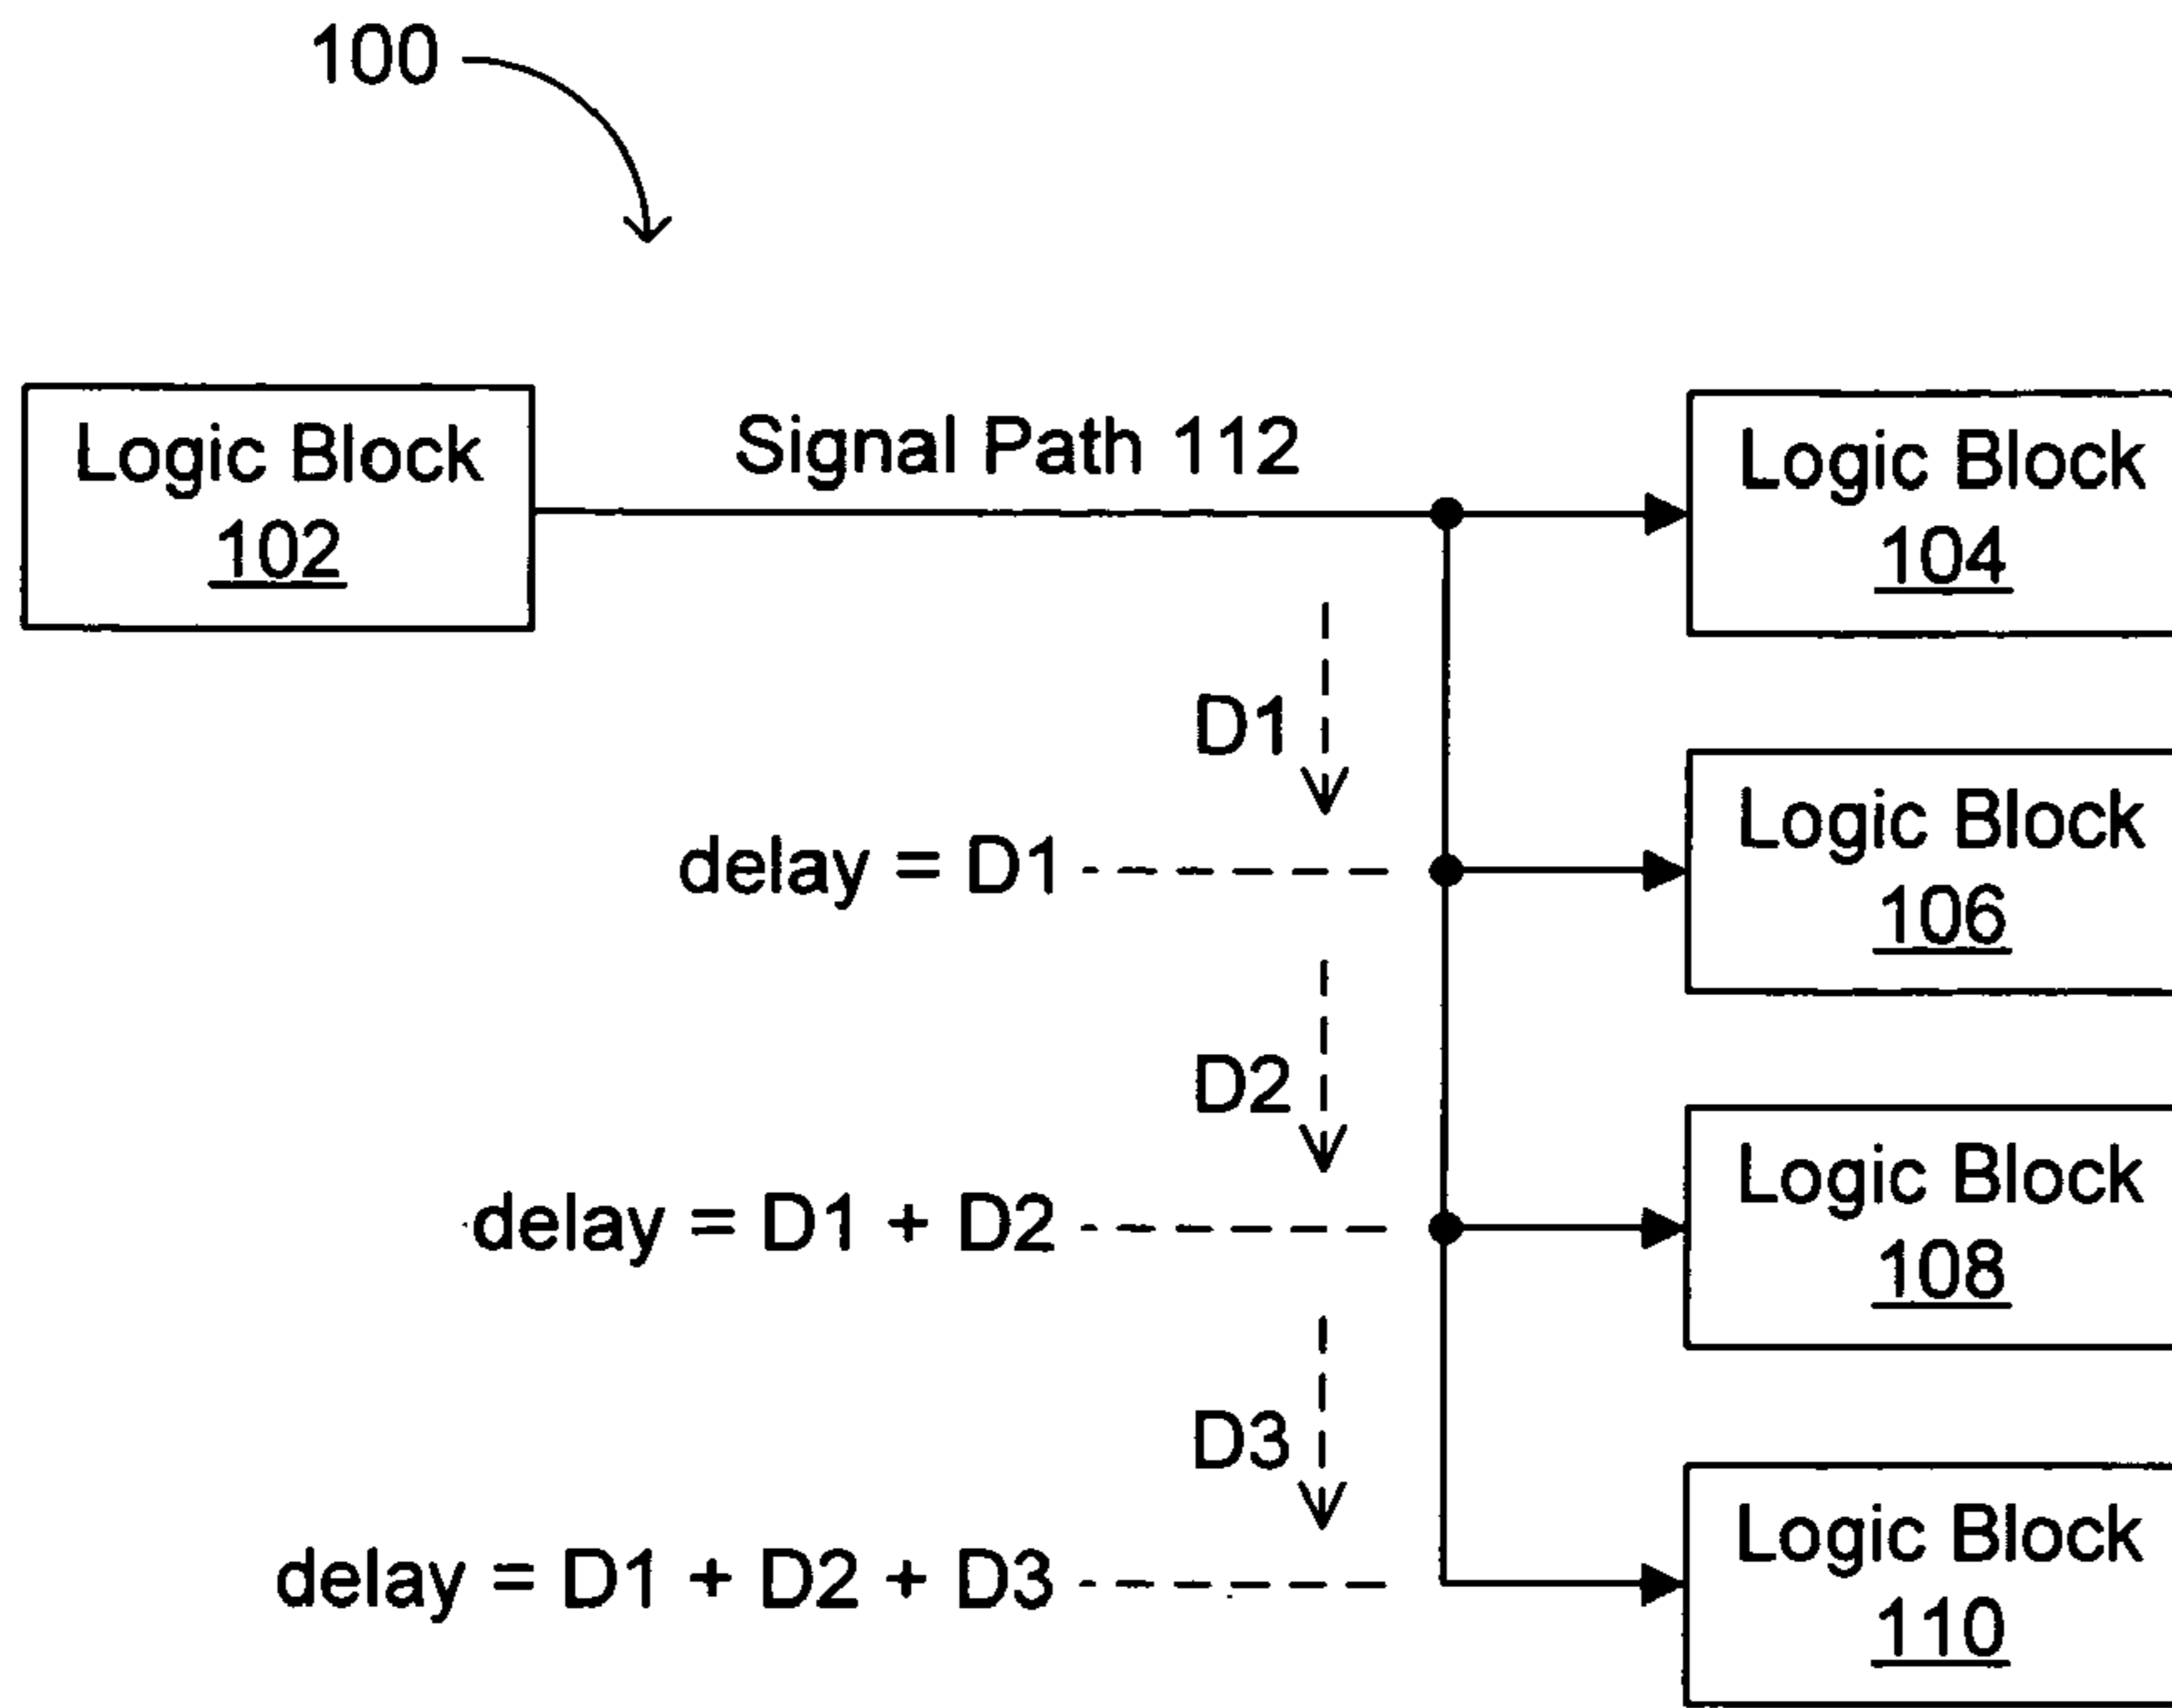 100
Logic Block
102
Signal Path 112
Logic Block
104
D1
delay = D1
Logic Block
106
D2
delay = D1 + D2
Logic Block
108
D3
delay = D1 + D2 + D3
Logic Block
110